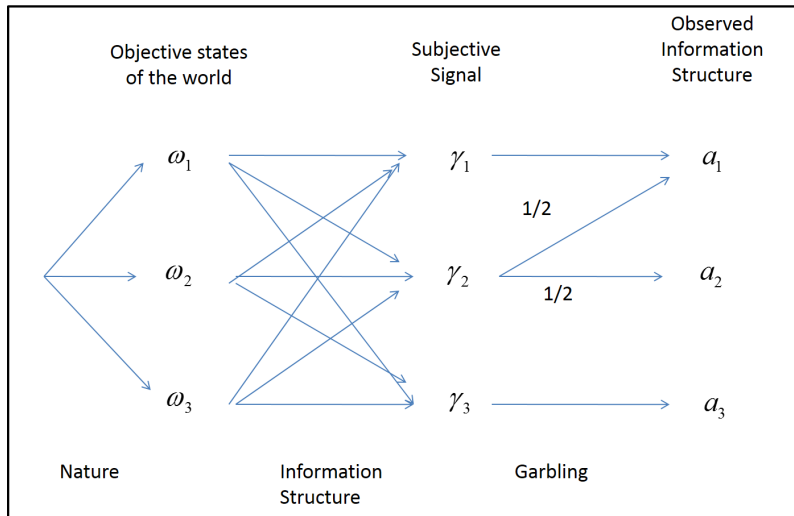 Objective states
of the world
Subjective
Signal
Observed
Information
Structure
ω₁
γ₁
a₁
1/2
ω₂
γ₂
a₂
1/2
ω₃
γ₃
a₃
Nature
Information
Structure
Garbling